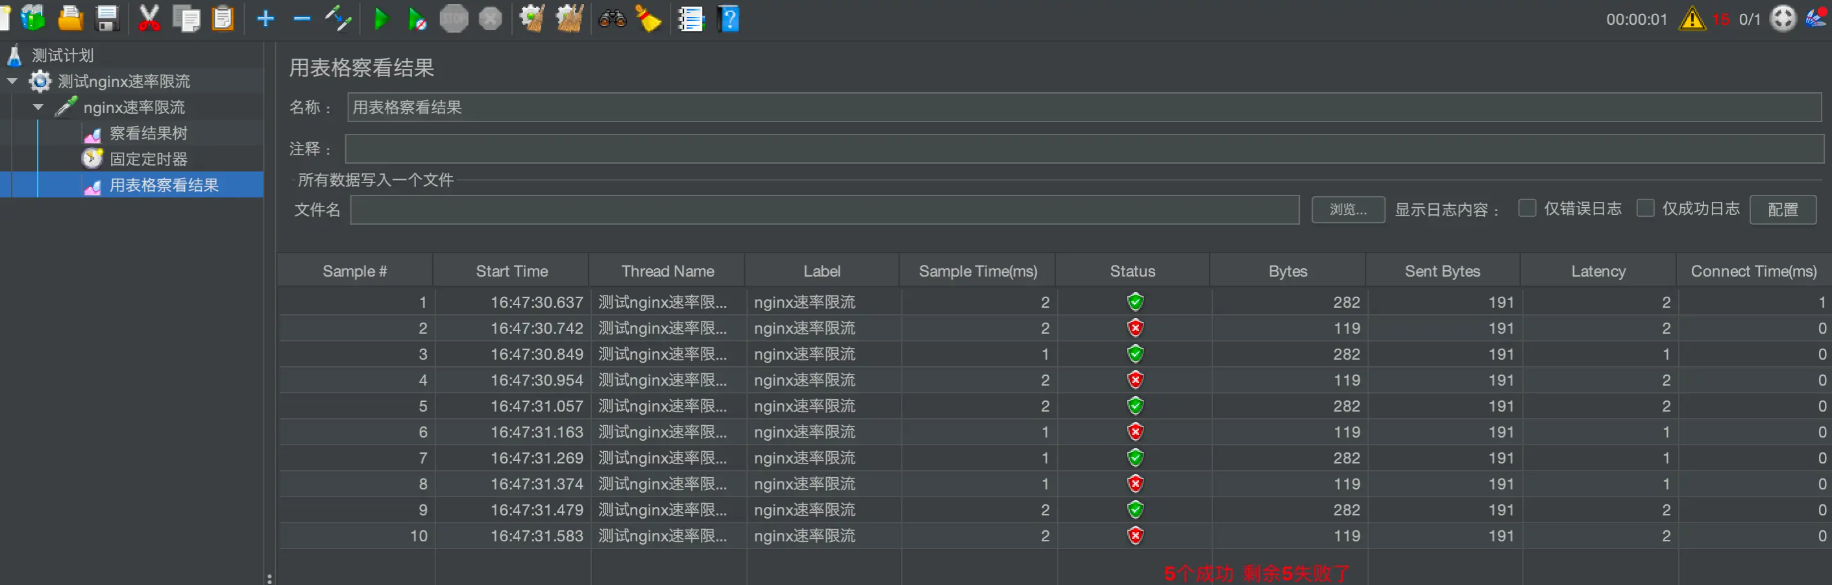 00:00:01 15 0/1
测试计划
测试nginx速率限流
nginx速率限流
察看结果树
固定定时器
用表格察看结果
用表格察看结果
名称： 用表格察看结果
注释：
所有数据写入一个文件
文件名 浏览... 显示日志内容： 仅错误日志 仅成功日志 配置
Sample # Start Time Thread Name Label Sample Time(ms) Status Bytes Sent Bytes Latency Connect Time(ms)
1 16:47:30.637 测试nginx速率限... nginx速率限流 2 282 191 2 1
2 16:47:30.742 测试nginx速率限... nginx速率限流 2 119 191 2 0
3 16:47:30.849 测试nginx速率限... nginx速率限流 1 282 191 1 0
4 16:47:30.954 测试nginx速率限... nginx速率限流 2 119 191 2 0
5 16:47:31.057 测试nginx速率限... nginx速率限流 2 282 191 2 0
6 16:47:31.163 测试nginx速率限... nginx速率限流 1 119 191 1 0
7 16:47:31.269 测试nginx速率限... nginx速率限流 1 282 191 1 0
8 16:47:31.374 测试nginx速率限... nginx速率限流 1 119 191 1 0
9 16:47:31.479 测试nginx速率限... nginx速率限流 2 282 191 2 0
10 16:47:31.583 测试nginx速率限... nginx速率限流 2 119 191 2 0
5个成功 剩余5失败了